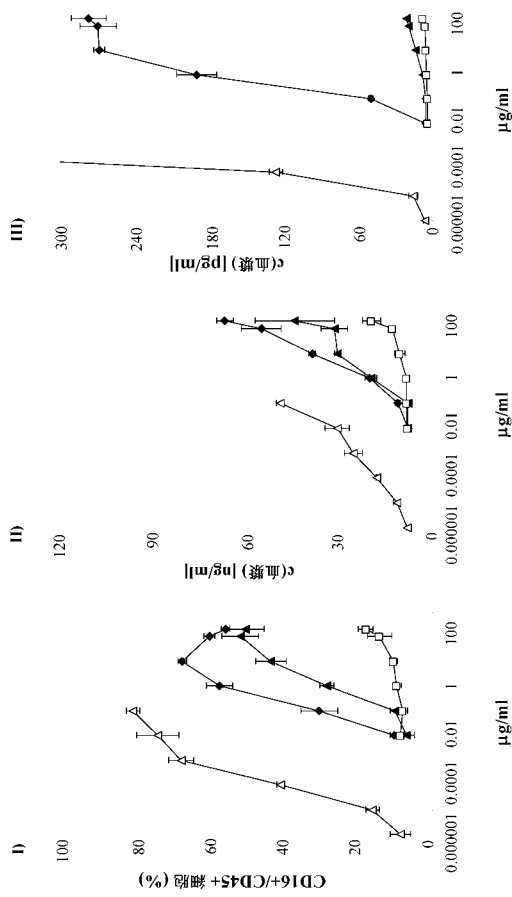 I)
CD16+/CD45+ 細胞 (%)
100
80
60
40
20
0
0.000001 0.0001 0.01 1 100
µg/ml
II)
c(血漿) [ng/ml]
120
90
60
30
0
0.000001 0.0001 0.01 1 100
µg/ml
III)
c(血漿) [pg/ml]
300
240
180
120
60
0
0.000001 0.0001 0.01 1 100
µg/ml